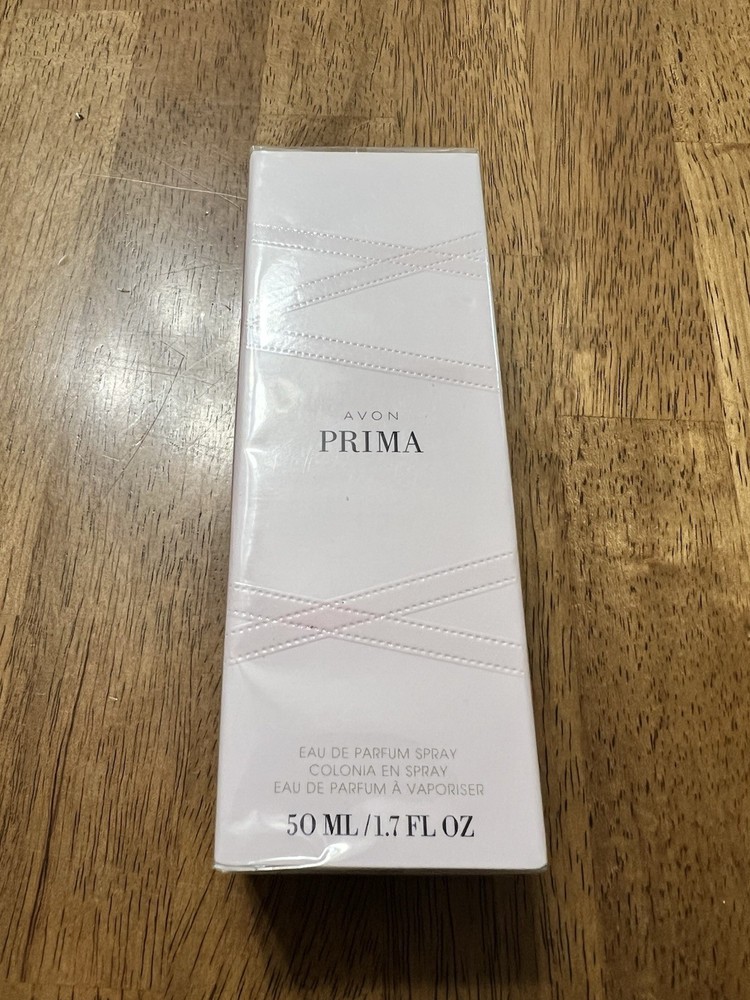 AVON
PRIMA
EAU DE PARFUM SPRAY
COLONIA EN SPRAY
EAU DE PARFUM À VAPORISER
50 ML/1.7 FL OZ